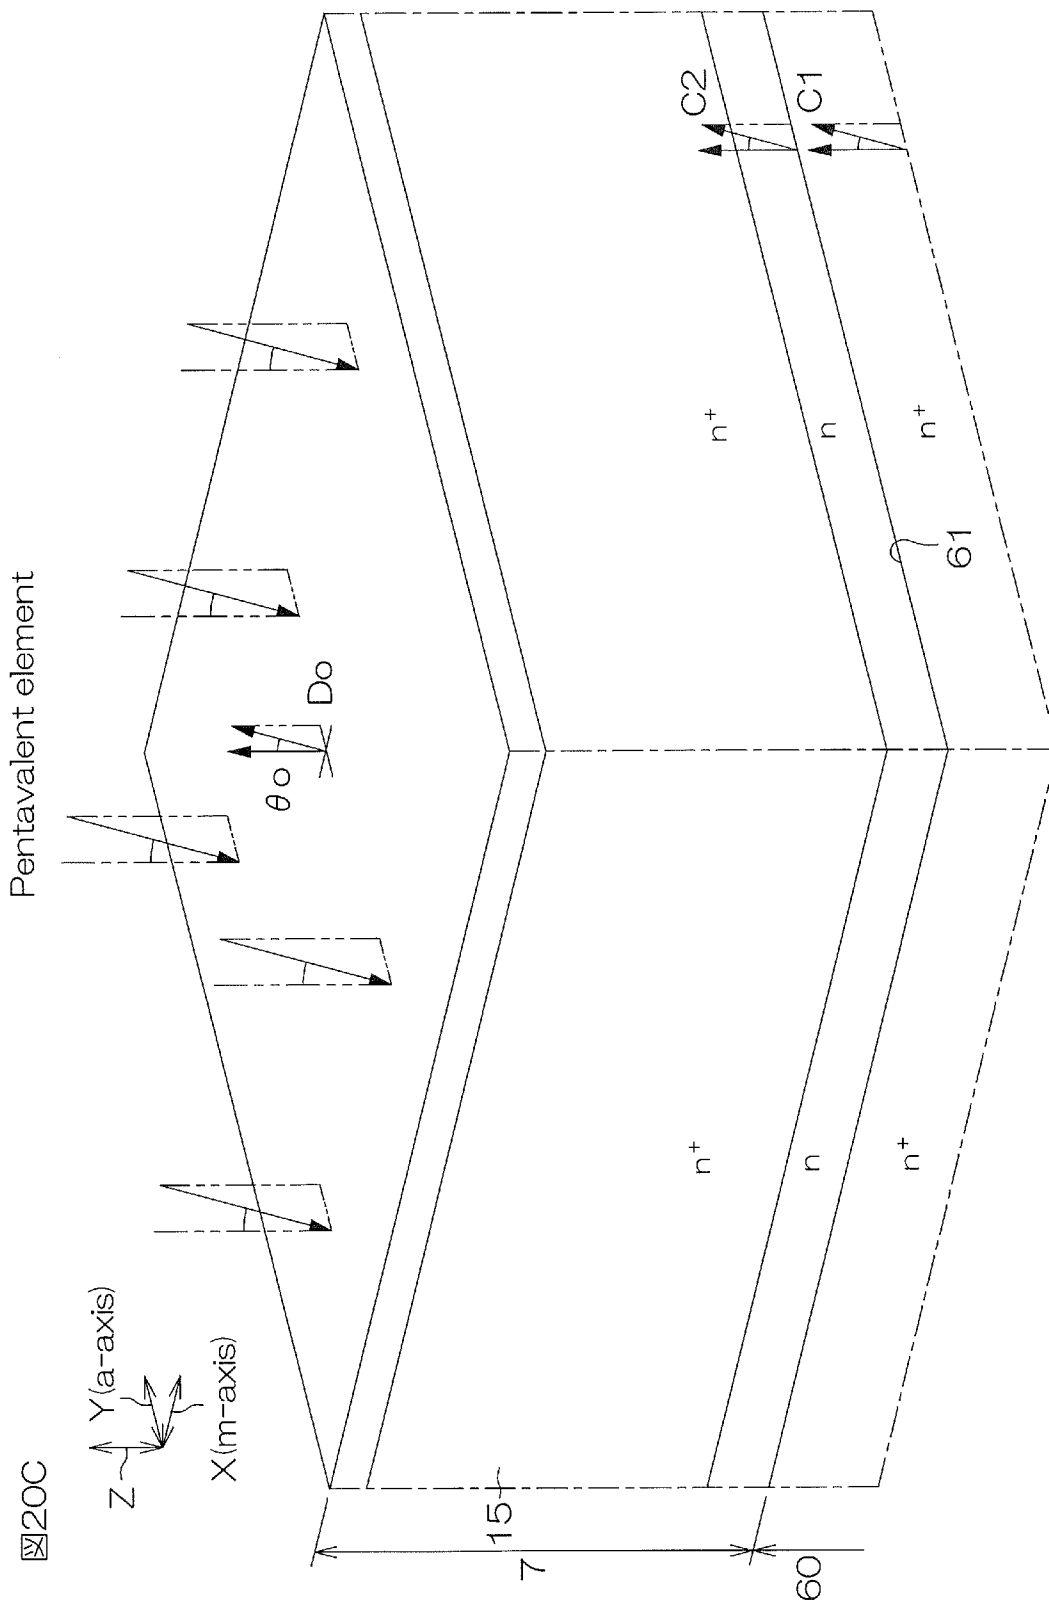 図20C
Pentavalent element
Z
Y(a-axis)
X(m-axis)
θo
Do
C2
C1
n+
n
n+
n+
n
n+
61
15
7
60